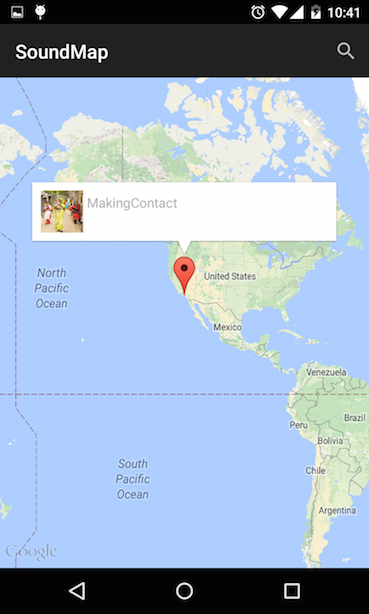 10:41
SoundMap
MakingContact
North
Pacific
Ocean
United States
Mexico
Venezuela
Peru
Brazil
Bolivia
Chile
South
Pacific
Ocean
Argentina
Google